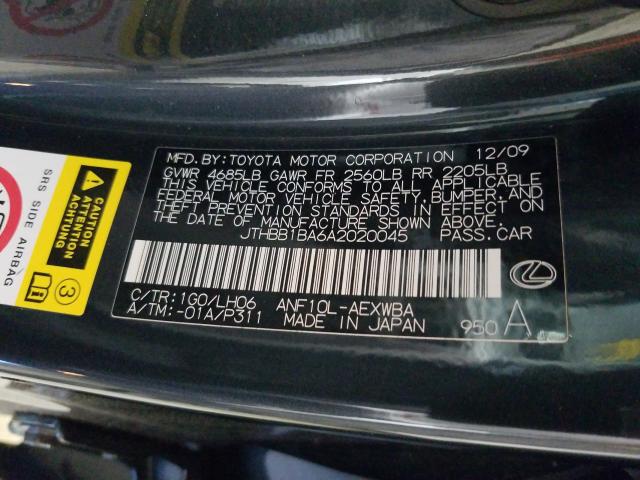 MFD. BY: TOYOTA MOTOR CORPORATION 12/09
GVWR 4685LB GAWR FR 2560LB RR 2205LB
THIS VEHICLE CONFORMS TO ALL APPLICABLE
FEDERAL MOTOR VEHICLE SAFETY, BUMPER, AND
THEFT PREVENTION STANDARDS IN EFFECT ON
THE DATE OF MANUFACTURE SHOWN ABOVE.
JTHBB1BA6A2020045 PASS. CAR
C/TR: 1G0/LH06 ANF10L-AEXWBA
A/TM: -01A/P311 MADE IN JAPAN 950 A
SRS SIDE AIRBAG
CAUTION
ATTENTION
ACHTUNG
3